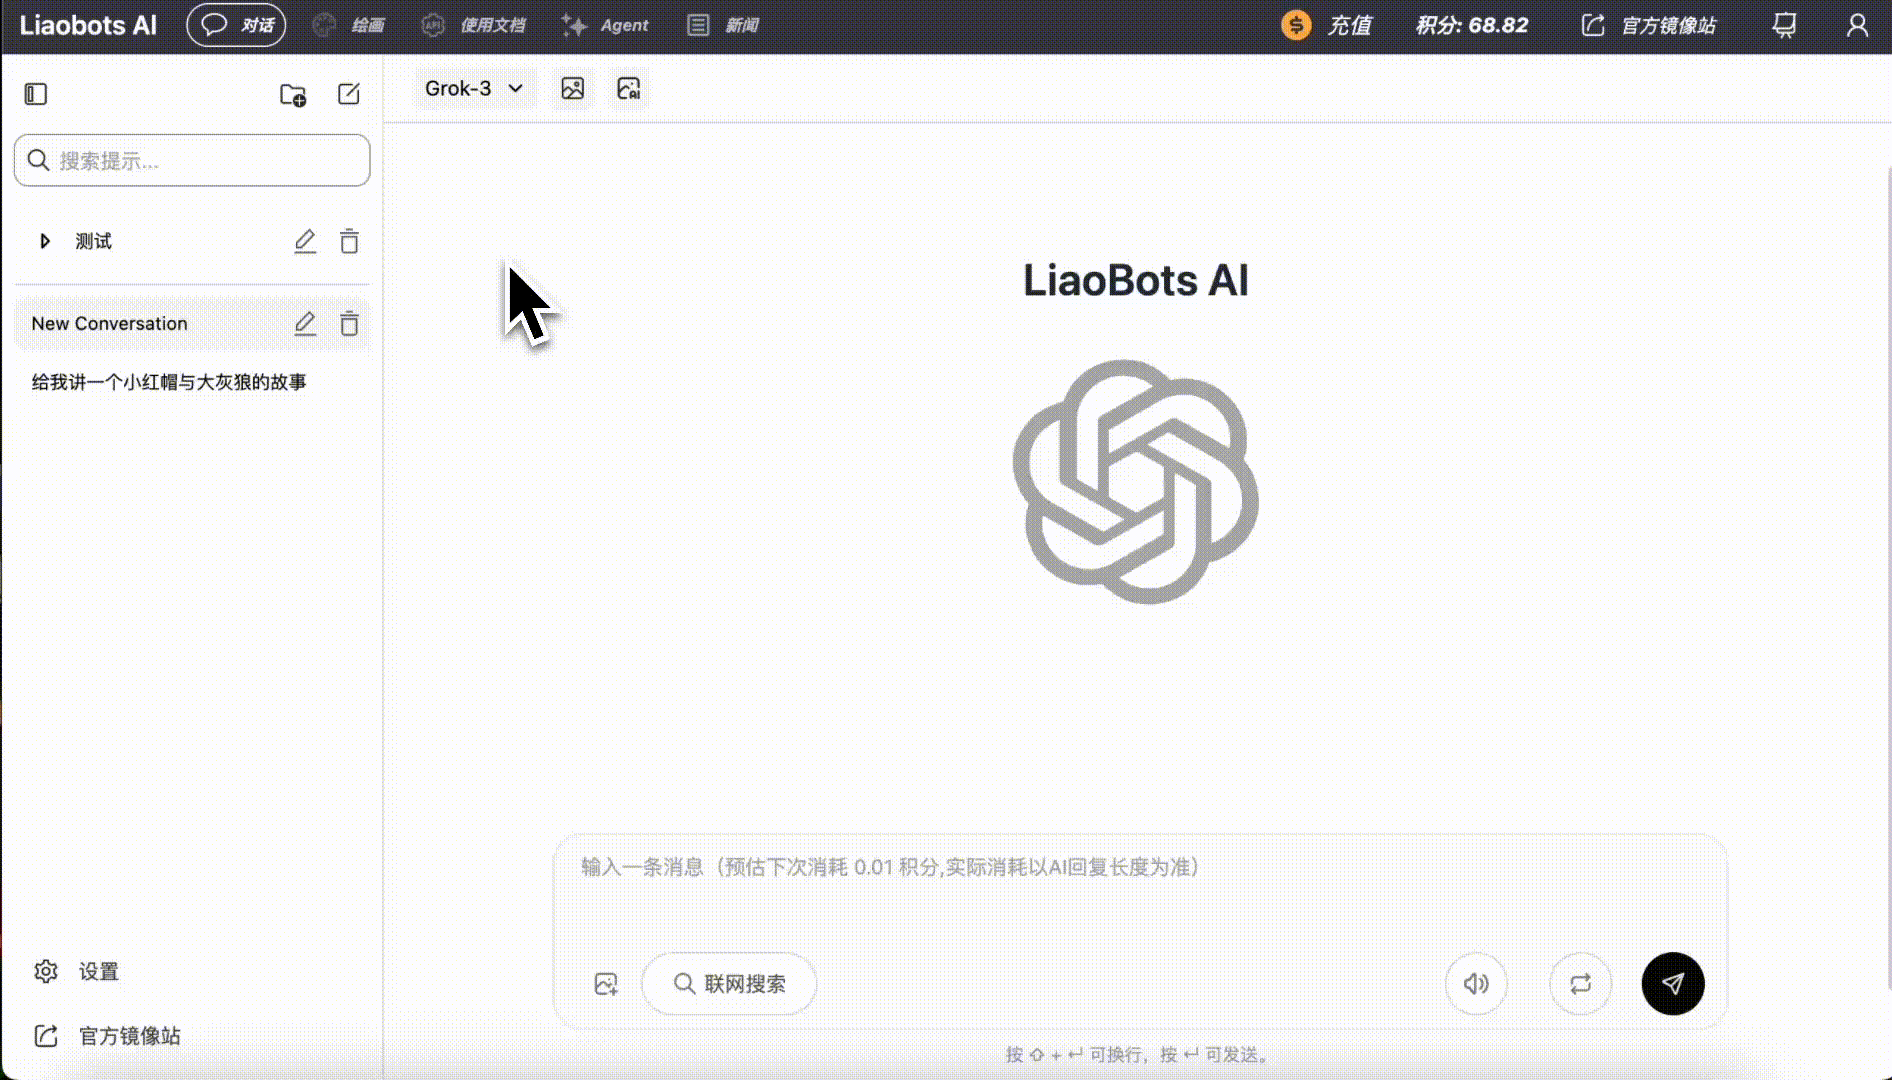 Liaobots AI
对话
绘画
API
使用文档
Agent
新闻
充值
积分: 68.82
官方镜像站
Grok-3
AI
搜索提示...
测试
New Conversation
给我讲一个小红帽与大灰狼的故事
LiaoBots AI
输入一条消息（预估下次消耗 0.01 积分,实际消耗以AI回复长度为准）
联网搜索
设置
官方镜像站
按 ⇧ + ↵ 可换行，按 ↵ 可发送。